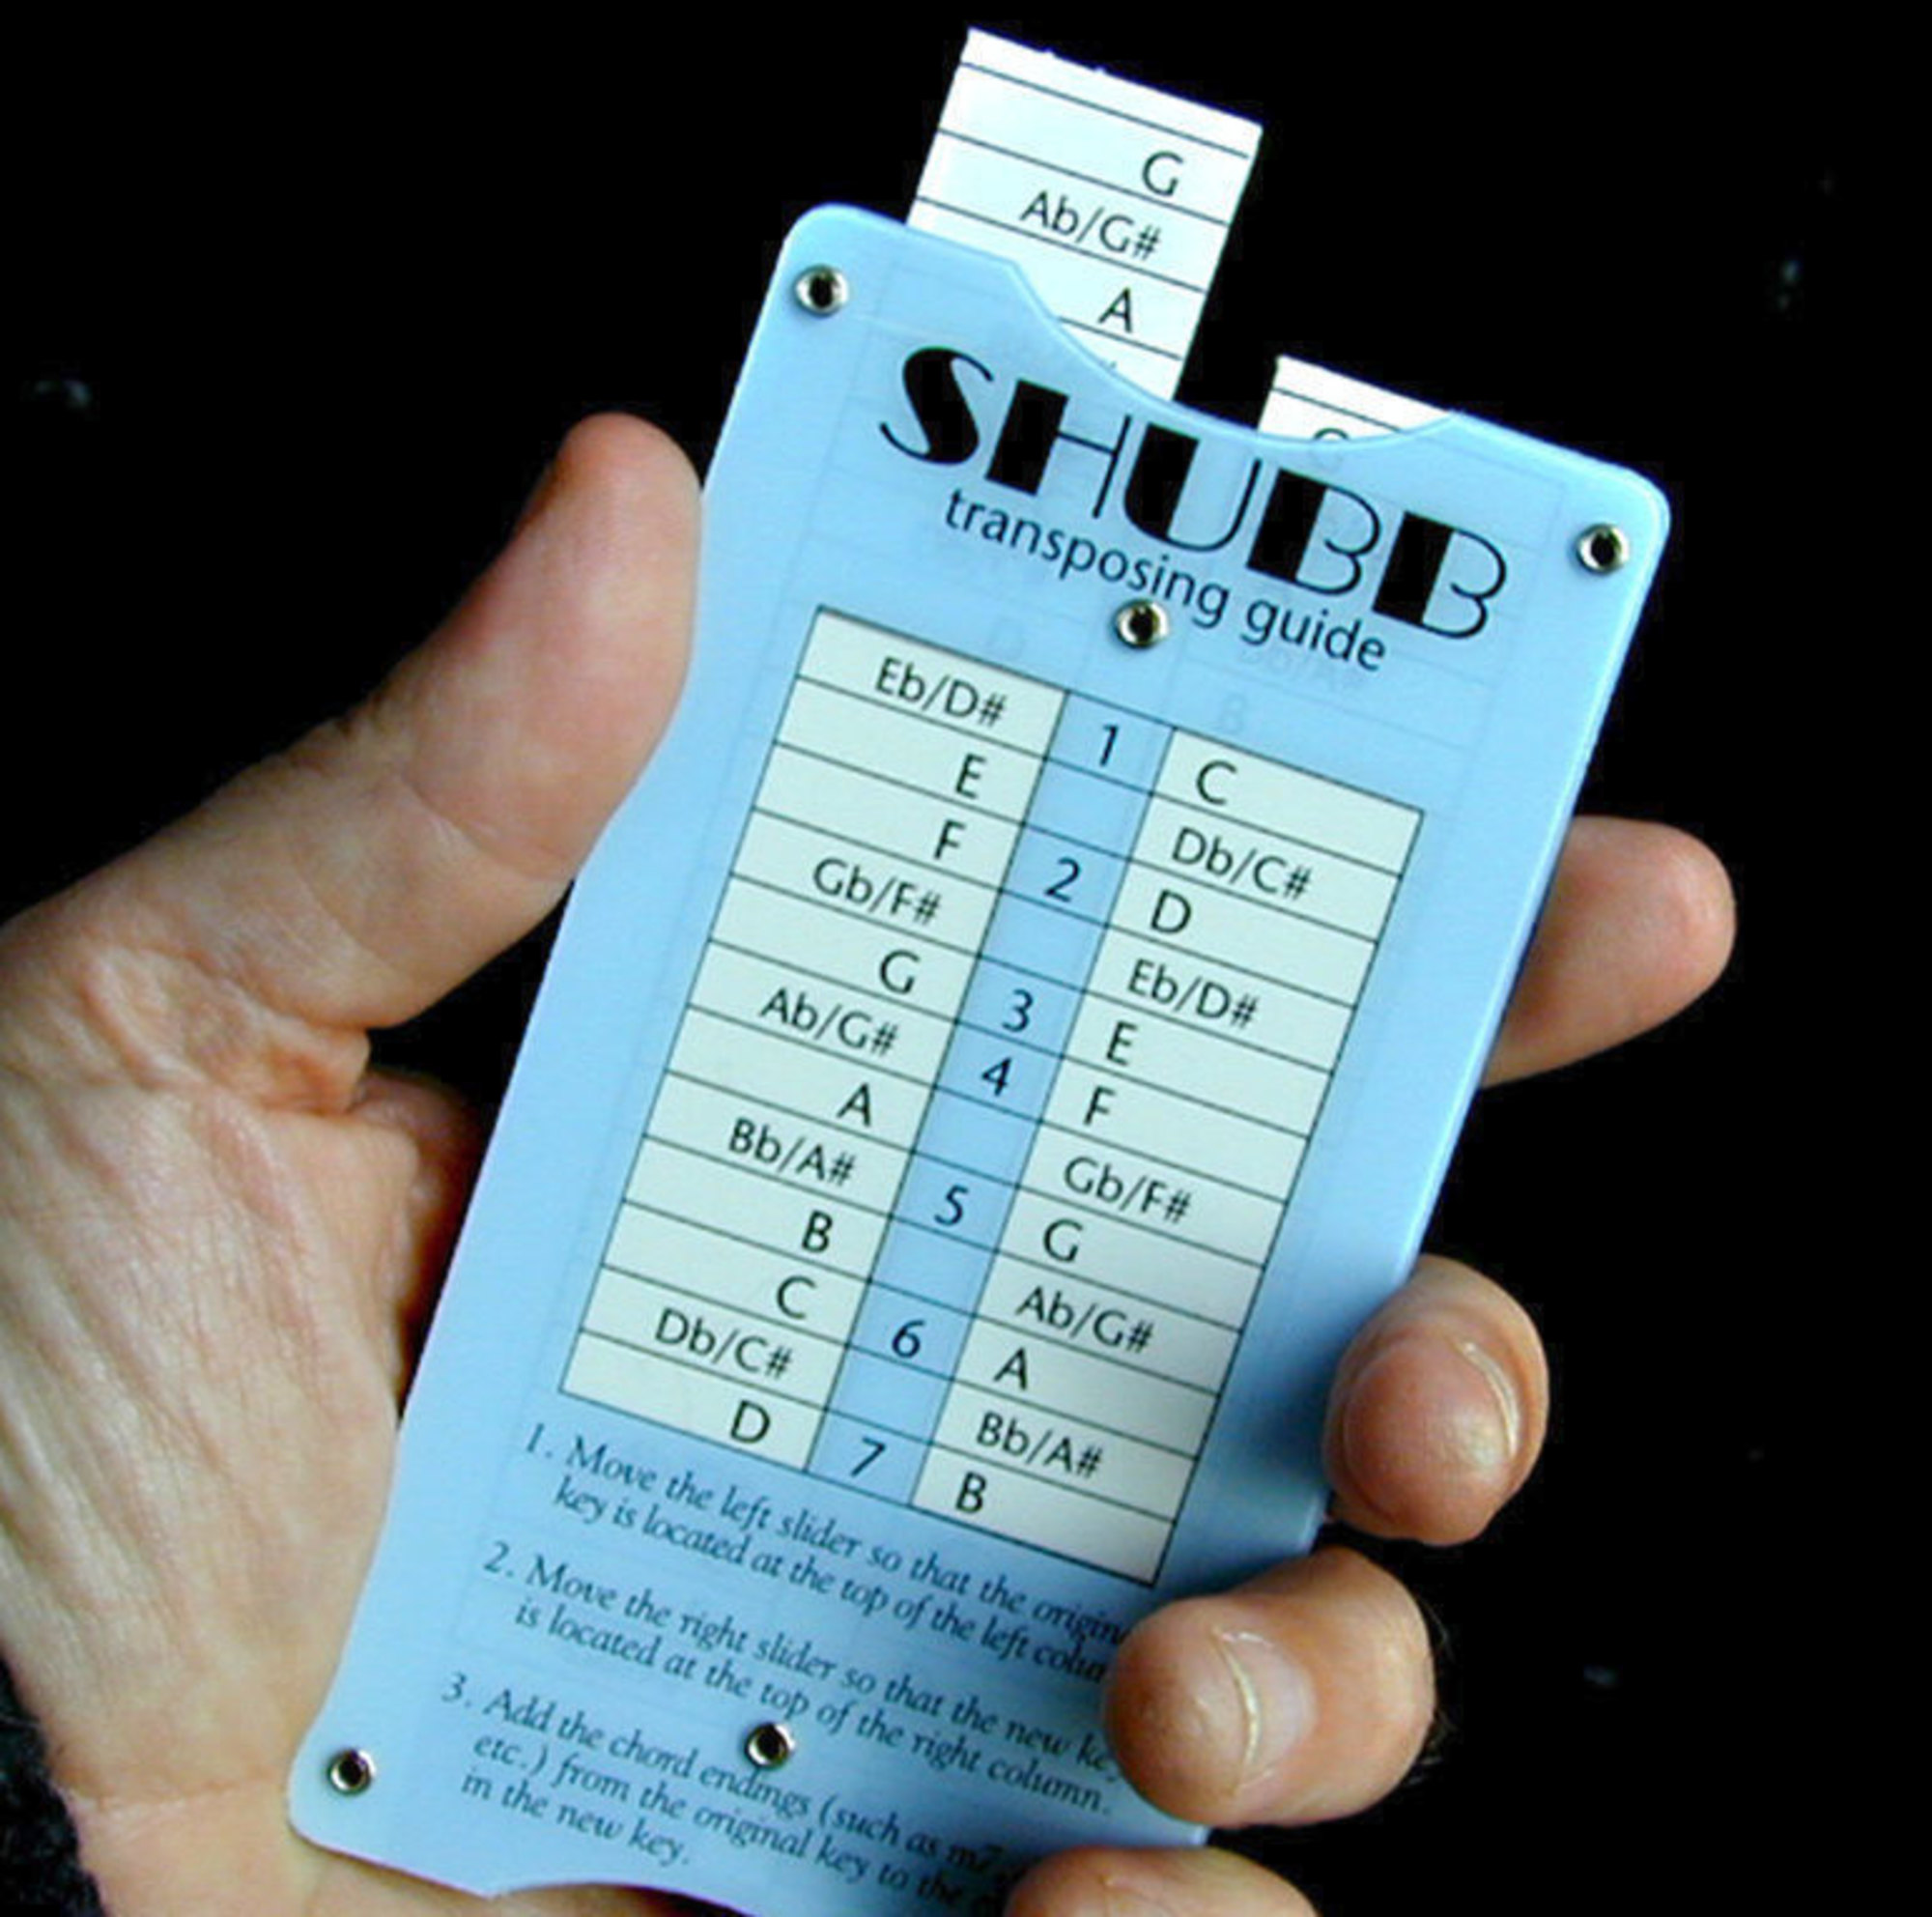 G
Ab/G#
A
SHUBB
transposing guide
Eb/D# 1 C
E Db/C#
F 2 D
Gb/F# Eb/D#
G 3 E
Ab/G# 4 F
A Gb/F#
Bb/A# 5 G
B Ab/G#
C 6 A
Db/C# Bb/A#
D 7 B
1. Move the left slider so that the
key is located at the top of the left
2. Move the right slider so that the new
is located at the top of the right column.
3. Add the chord endings (such as m7
etc.) from the original key to the
in the new key.